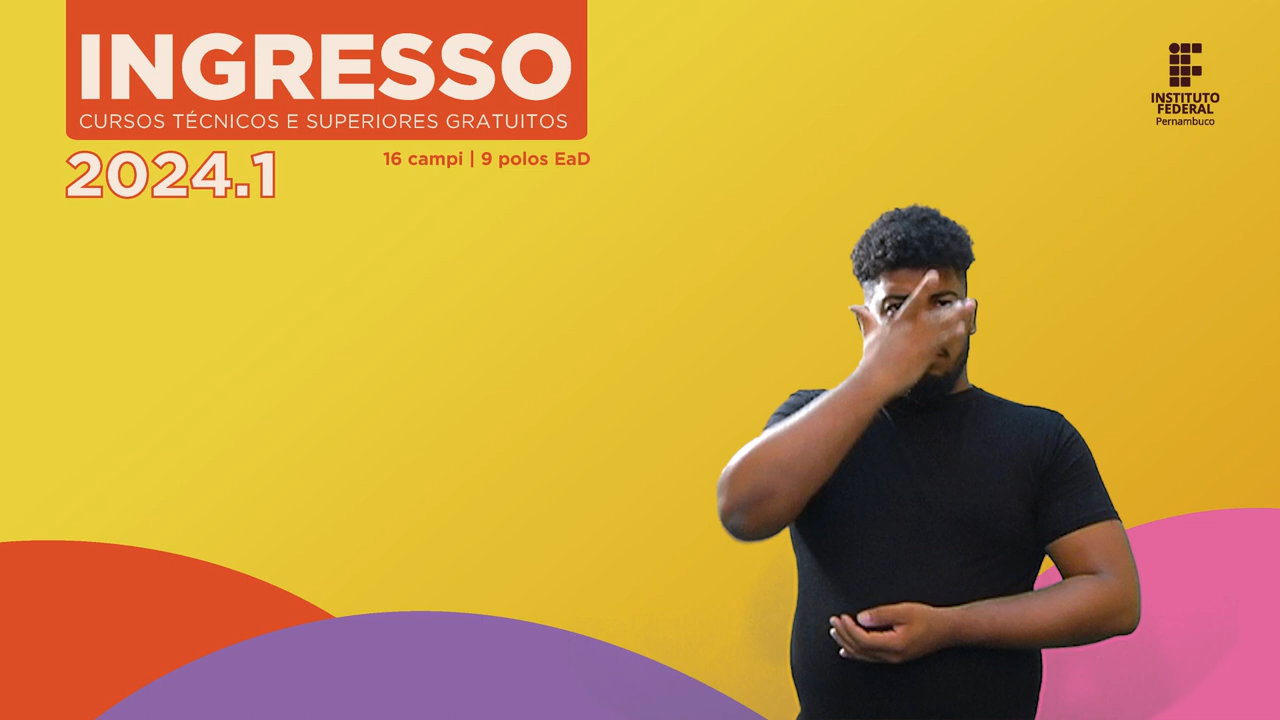 INGRESSO
CURSOS TÉCNICOS E SUPERIORES GRATUITOS
2024.1
16 campi | 9 polos EaD
INSTITUTO
FEDERAL
Pernambuco